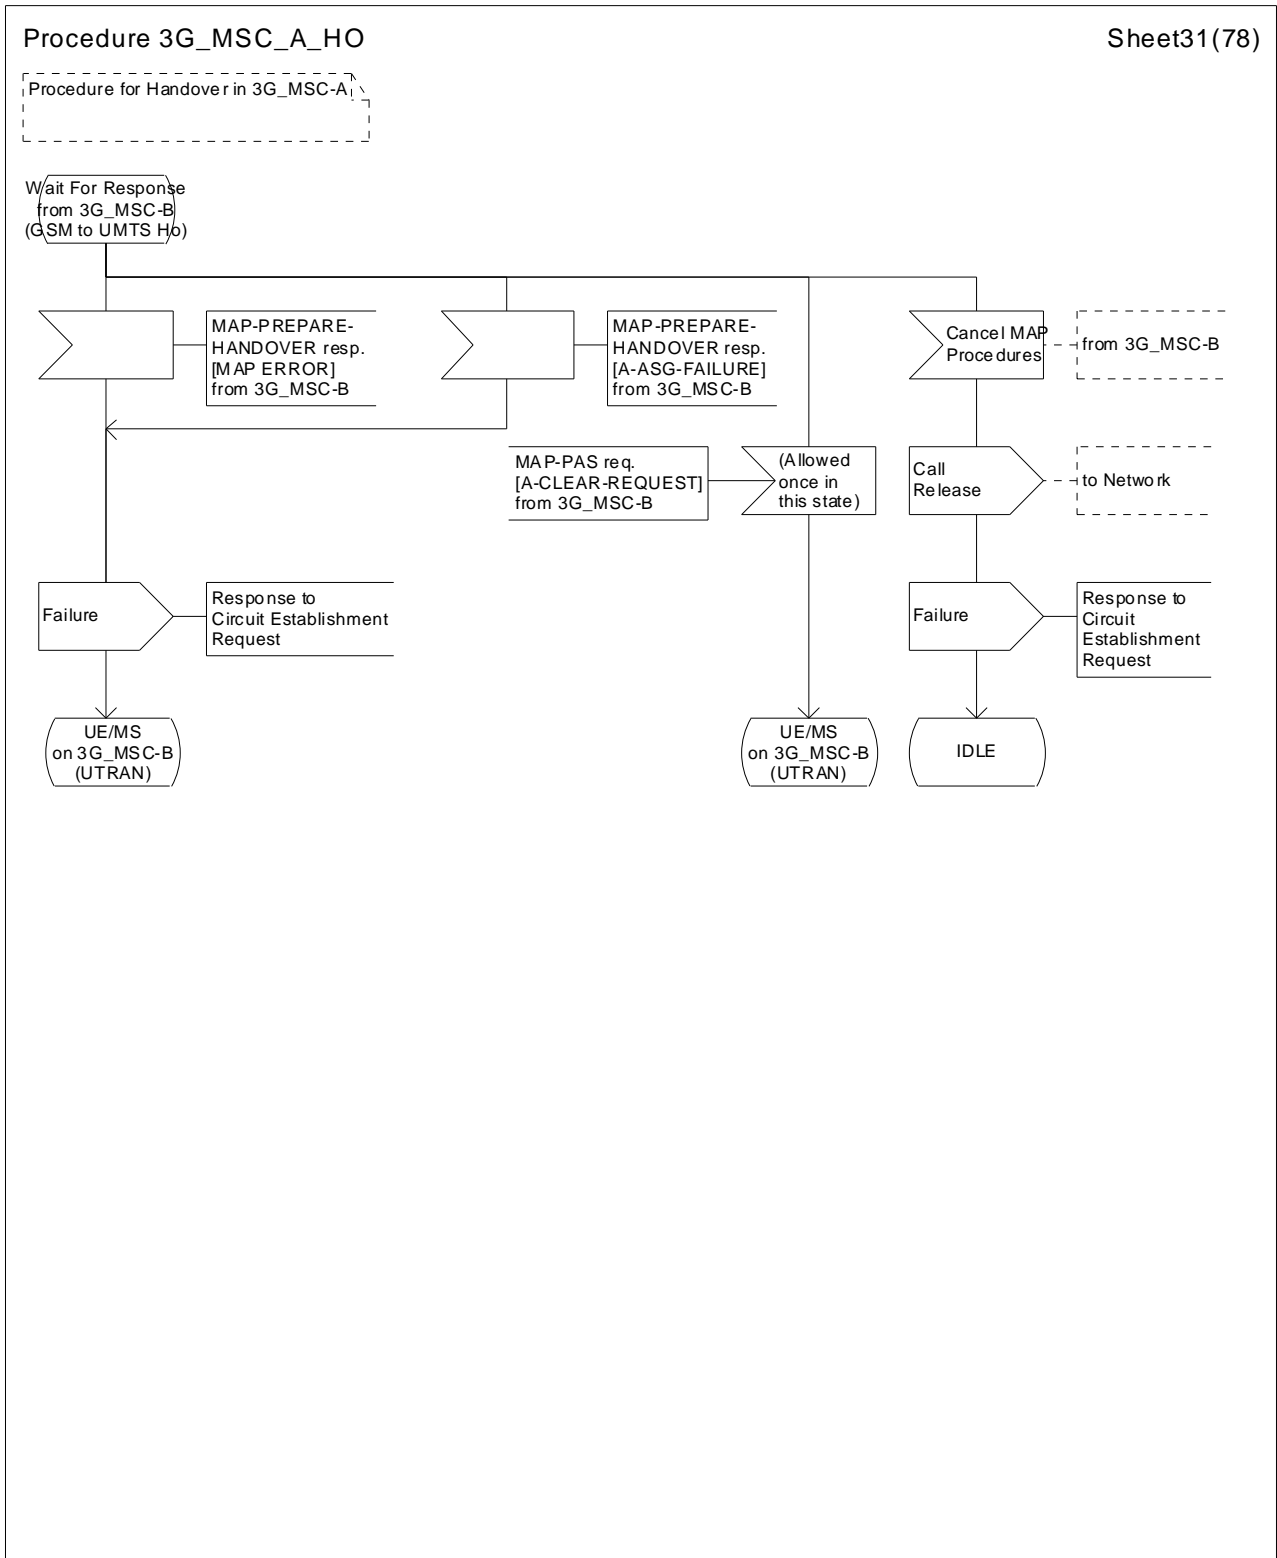 Procedure 3G_MSC_A_HO
Sheet31(78)
Procedure for Handover in 3G_MSC-A
Wait For Response
from 3G_MSC-B
(GSM to UMTS Ho)
MAP-PREPARE-
HANDOVER resp.
[MAP ERROR]
from 3G_MSC-B
MAP-PREPARE-
HANDOVER resp.
[A-ASG-FAILURE]
from 3G_MSC-B
Cancel MAP
Procedures
from 3G_MSC-B
MAP-PAS req.
[A-CLEAR-REQUEST]
from 3G_MSC-B
(Allowed
once in
this state)
Call
Release
to Network
Failure
Response to
Circuit Establishment
Request
Failure
Response to
Circuit
Establishment
Request
UE/MS
on 3G_MSC-B
(UTRAN)
UE/MS
on 3G_MSC-B
(UTRAN)
IDLE